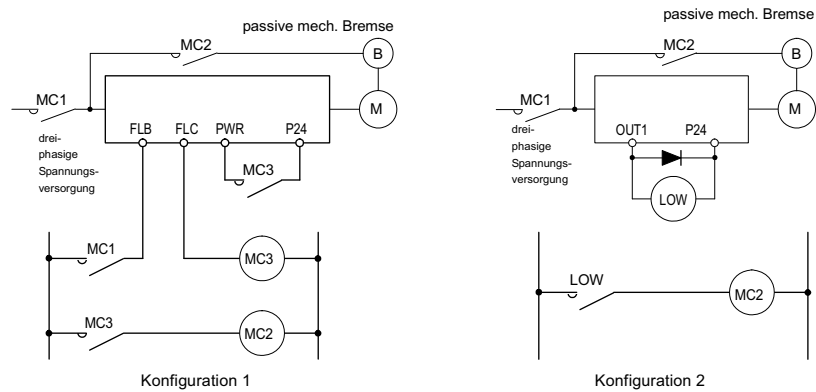 passive mech. Bremse
MC2
B
MC1
M
FLB FLC PWR P24
drei-
phasige
Spannungs-
versorgung
MC3
MC1
MC3
MC3
MC2
Konfiguration 1
passive mech. Bremse
MC2
B
MC1
M
OUT1 P24
drei-
phasige
Spannungs-
versorgung
LOW
LOW
MC2
Konfiguration 2